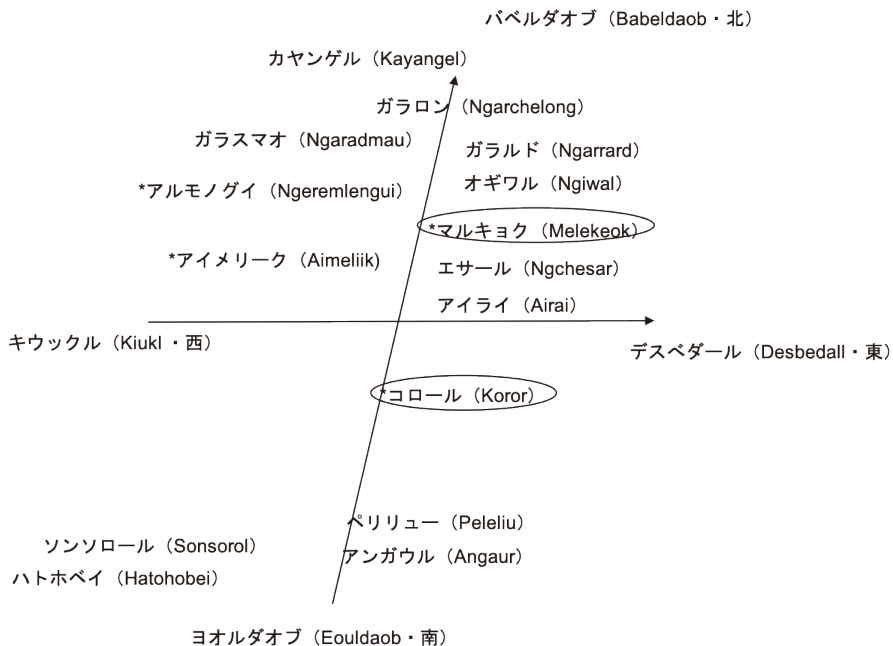 バベルダオブ（Babeldaob・北）
カヤンゲル（Kayangel）
ガラロン（Ngarchelong）
ガラスマオ（Ngaradmau）
ガラルド（Ngarrard）
オギワル（Ngiwal）
*アルモノグイ（Ngeremlengui）
*マルキョク（Melekeok）
*アイメリーク（Aimeliik)
エサール（Ngchesar）
アイライ（Airai）
キウックル（Kiukl ・西）
デスベダール（Desbedall・東）
*コロール（Koror）
ペリリュー（Peleliu）
ソンソロール（Sonsorol）
アンガウル（Angaur）
ハトホベイ（Hatohobei）
ヨオルダオブ（Eouldaob・南）